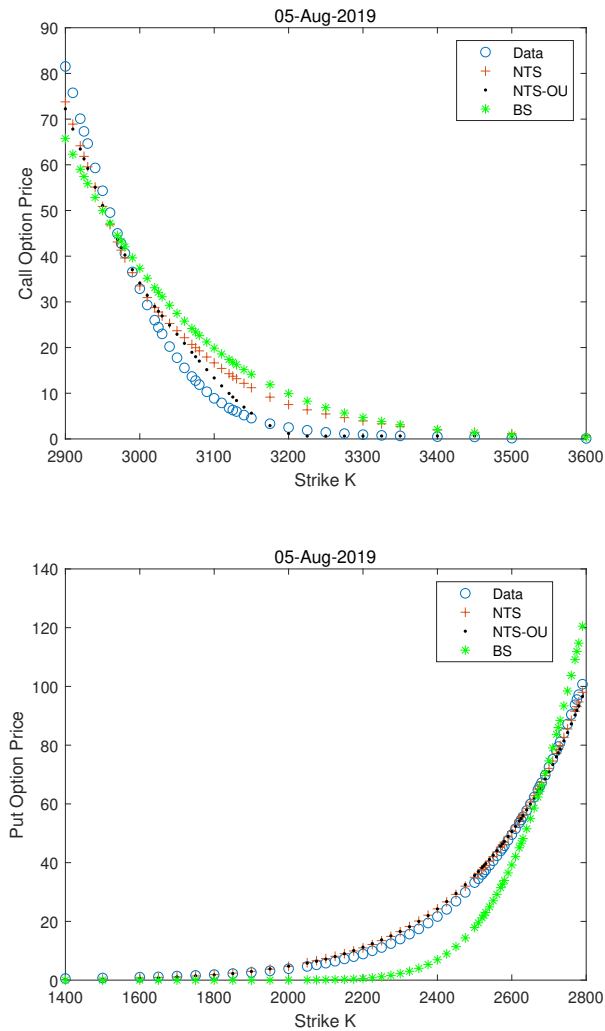 05-Aug-2019
90
80
70
60
50
40
30
20
10
0
Call Option Price
Data
NTS
NTS-OU
BS
2900 3000 3100 3200 3300 3400 3500 3600
Strike K
05-Aug-2019
140
120
100
80
60
40
20
0
Put Option Price
Data
NTS
NTS-OU
BS
1400 1600 1800 2000 2200 2400 2600 2800
Strike K